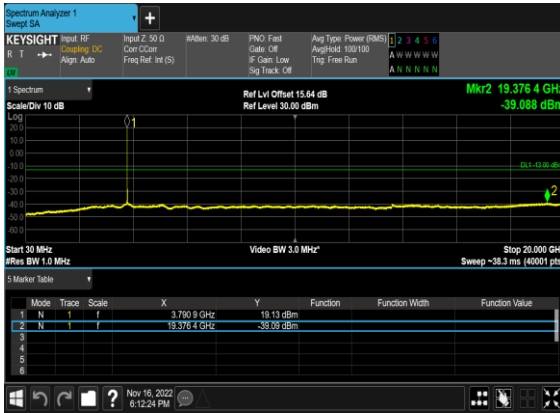 Spectrum Analyzer 1
Swept SA
+
KEYSIGHT Input: RF Input Z: 50 Ω #Atten: 30 dB PNO: Fast Avg Type: Power (RMS) 1 2 3 4 5 6
R T Coupling: DC Corr CCorr Gate: Off Avg|Hold: 100/100 A W W W W W
Align: Auto Freq Ref: Int (S) IF Gain: Low Trig: Free Run
Sig Track: Off A N N N N N
1 Spectrum Ref Lvl Offset 15.64 dB Mkr2 19.376 4 GHz
Scale/Div 10 dB Ref Level 30.00 dBm -39.088 dBm
Log
20.0 1
10.0
0.00
-10.0 DL1 -13.00 dBm
-20.0
-30.0 2
-40.0
-50.0
-60.0
Start 30 MHz Video BW 3.0 MHz* Stop 20.000 GHz
#Res BW 1.0 MHz Sweep ~38.3 ms (40001 pts)
5 Marker Table
Mode Trace Scale X Y Function Function Width Function Value
1 N 1 f 3.790 9 GHz 19.13 dBm
2 N 1 f 19.376 4 GHz -39.09 dBm
3
4
5
6
? Nov 16, 2022
6:12:24 PM